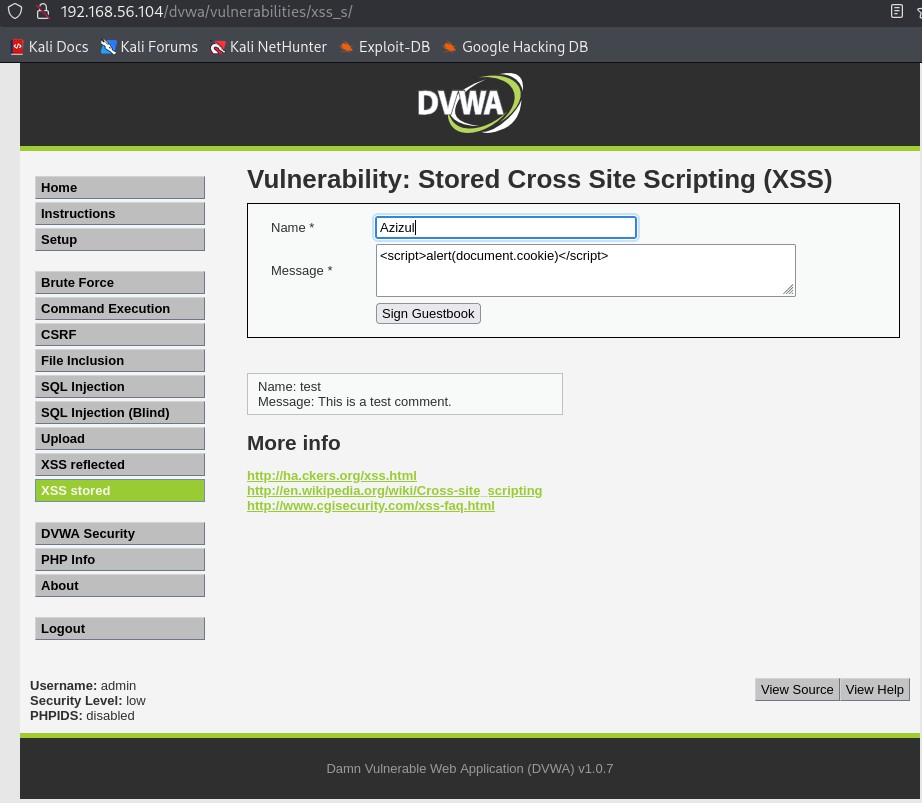 192.168.56.104/dvwa/vulnerabilities/xss_s/
Kali Docs Kali Forums Kali NetHunter Exploit-DB Google Hacking DB
DVWA
Home
Instructions
Setup
Brute Force
Command Execution
CSRF
File Inclusion
SQL Injection
SQL Injection (Blind)
Upload
XSS reflected
XSS stored
DVWA Security
PHP Info
About
Logout
Vulnerability: Stored Cross Site Scripting (XSS)
Name * Azizul
Message * <script>alert(document.cookie)</script>
Sign Guestbook
Name: test
Message: This is a test comment.
More info
http://ha.ckers.org/xss.html
http://en.wikipedia.org/wiki/Cross-site_scripting
http://www.cgisecurity.com/xss-faq.html
Username: admin
Security Level: low
PHPIDS: disabled
View Source View Help
Damn Vulnerable Web Application (DVWA) v1.0.7